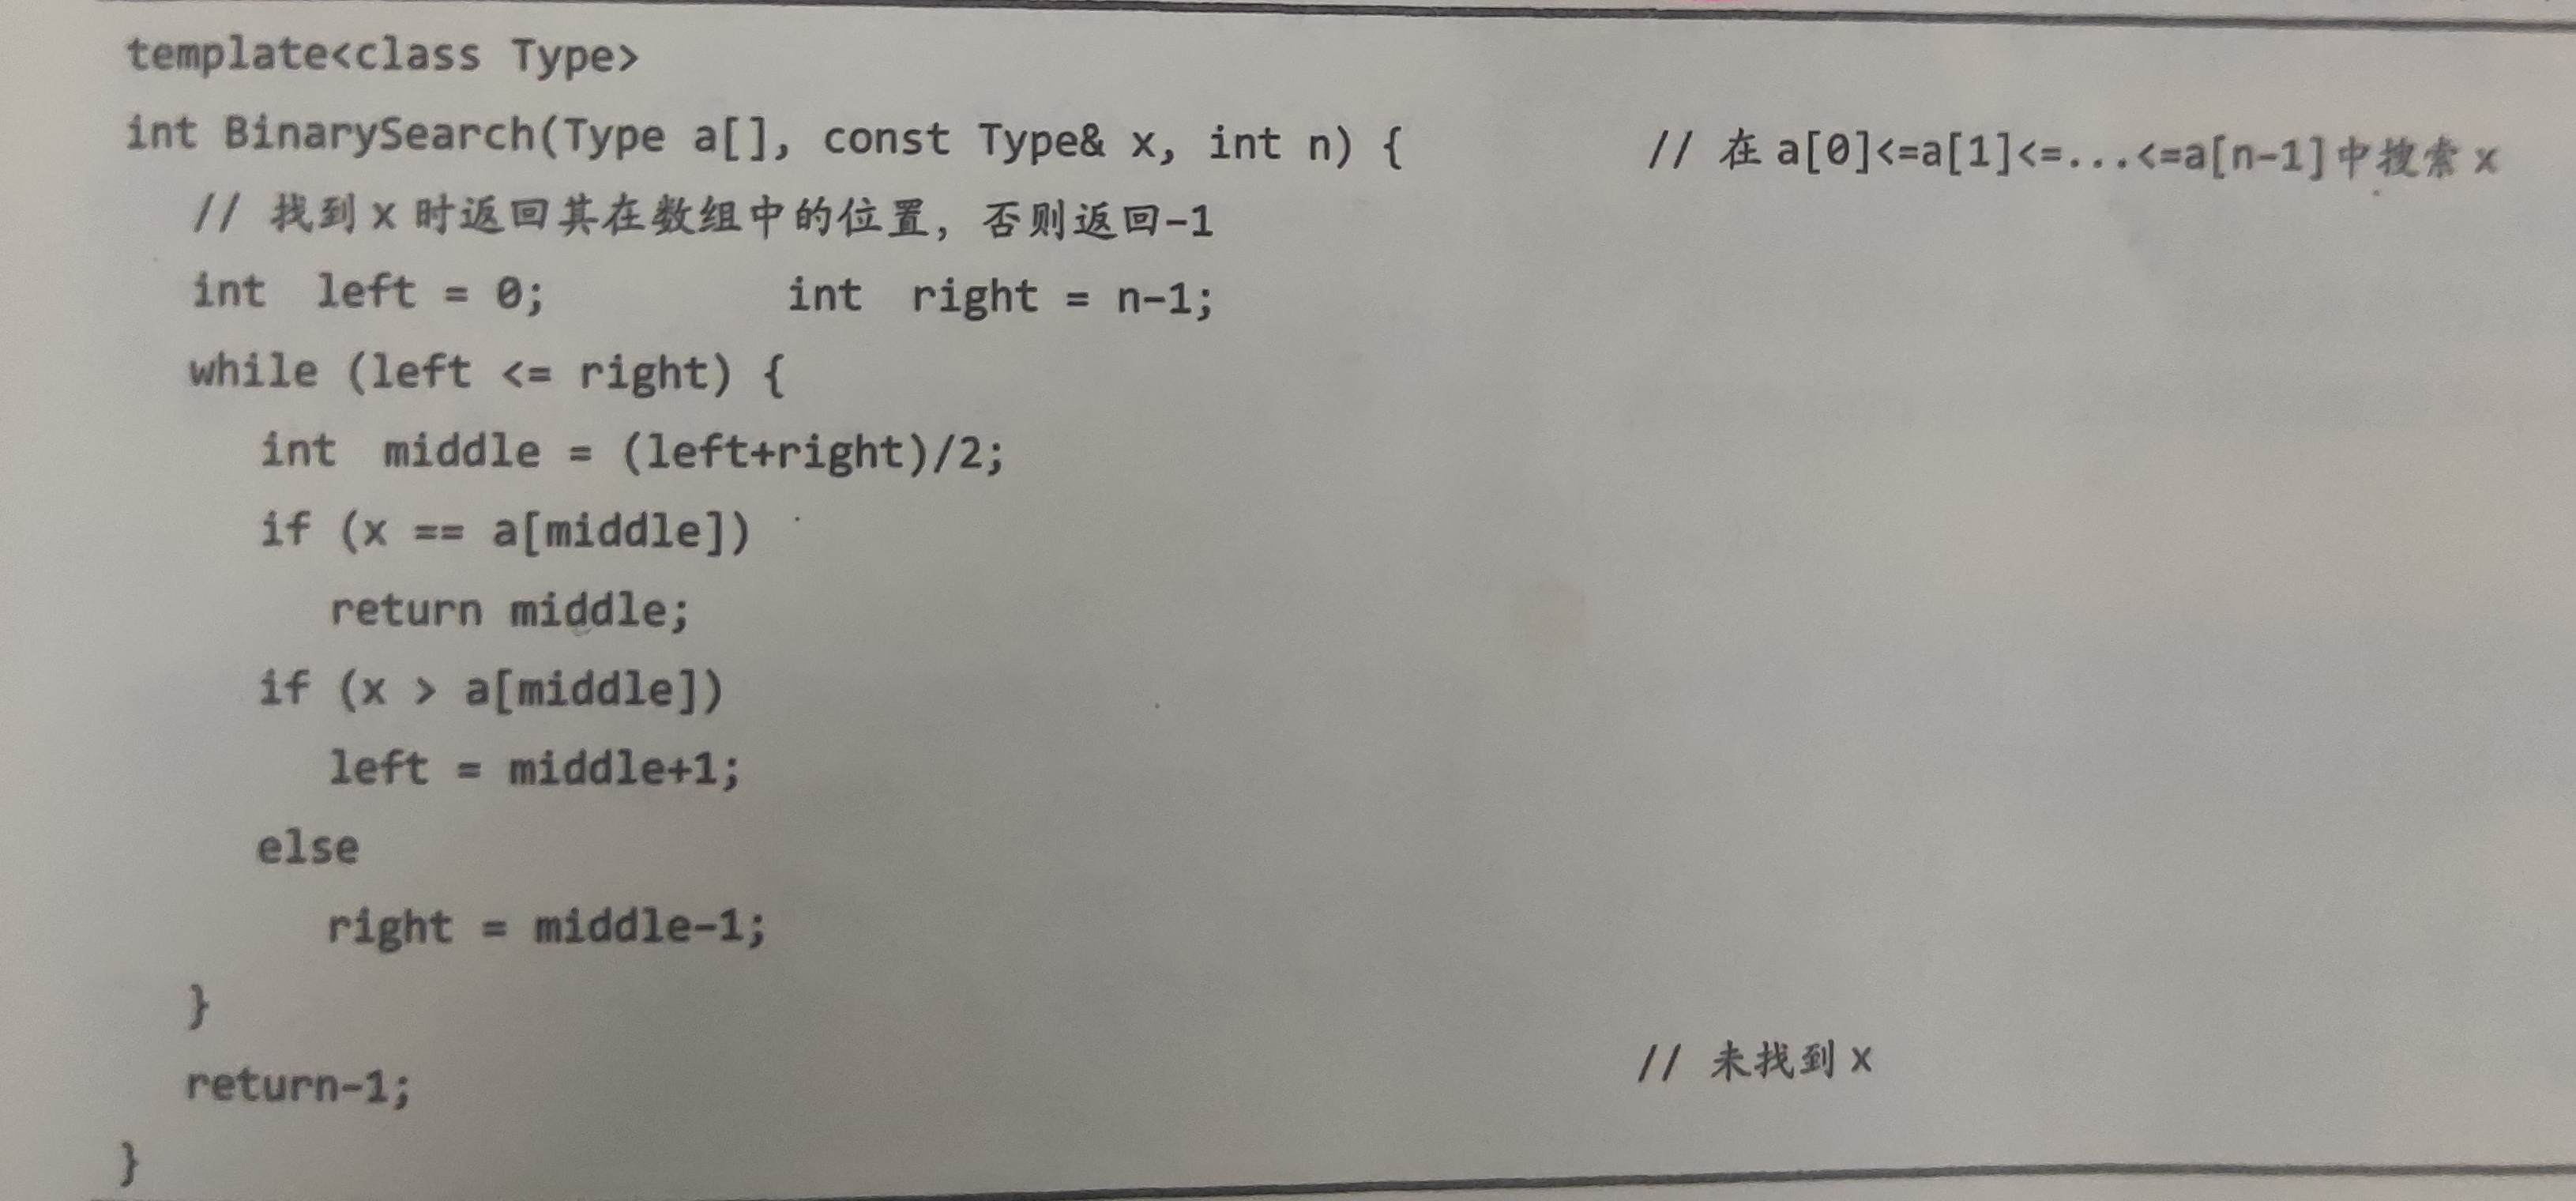 template<class Type>
int BinarySearch(Type a[], const Type& x, int n) { // 在 a[0]<=a[1]<=...<=a[n-1]中搜索 x
// 找到 x 时返回其在数组中的位置，否则返回-1
int left = 0; int right = n-1;
while (left <= right) {
int middle = (left+right)/2;
if (x == a[middle])
return middle;
if (x > a[middle])
left = middle+1;
else
right = middle-1;
}
return-1; // 未找到 x
}